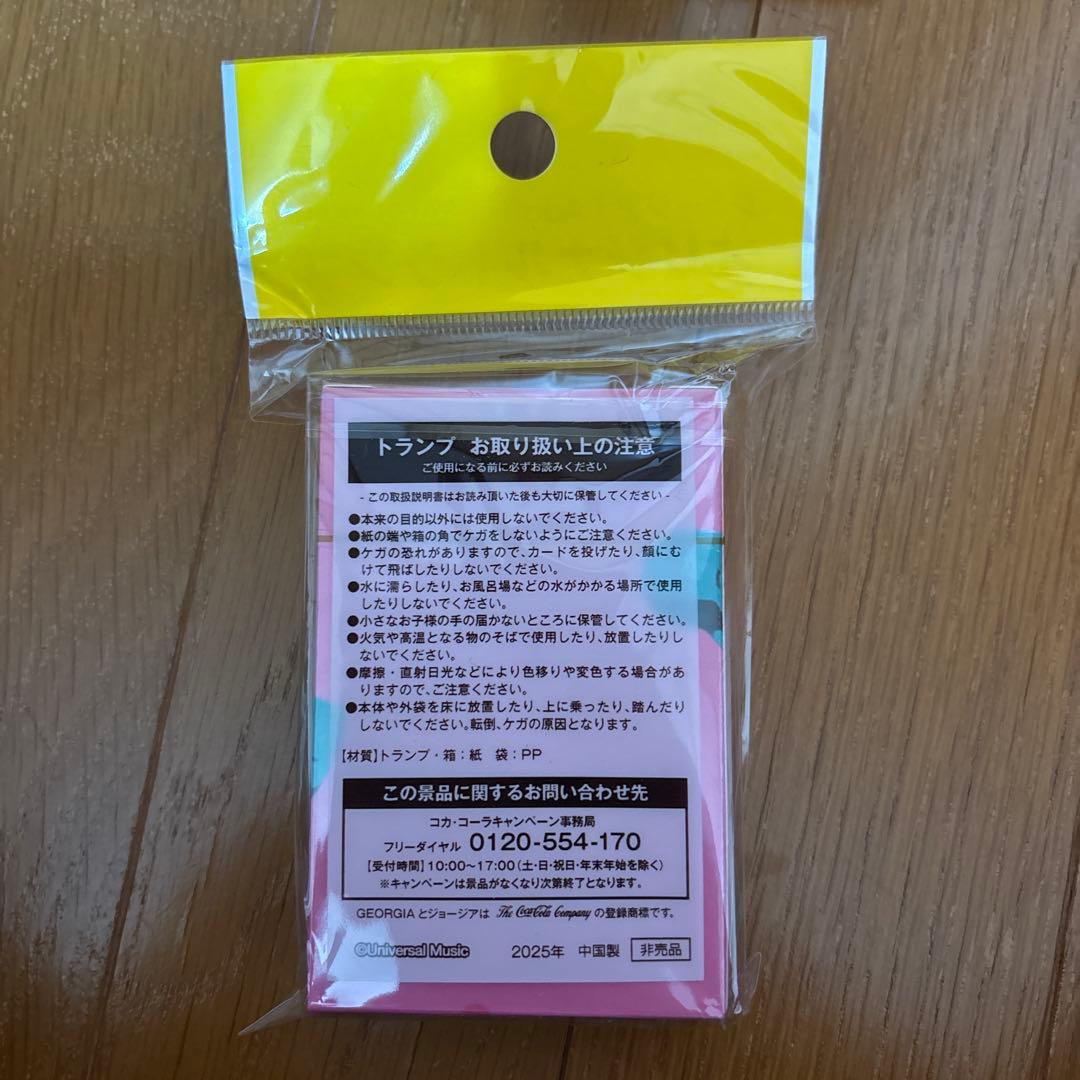 トランプ お取り扱い上の注意
ご使用になる前に必ずお読みください
- この取扱説明書はお読み頂いた後も大切に保管してください -
●本来の目的以外には使用しないでください。
●紙の端や箱の角でケガをしないようにご注意ください。
●ケガの恐れがありますので、カードを投げたり、顔にむ
けて飛ばしたりしないでください。
●水に濡らしたり、お風呂場などの水がかかる場所で使用
したりしないでください。
●小さなお子様の手の届かないところに保管してください。
●火気や高温となる物のそばで使用したり、放置したりし
ないでください。
●摩擦・直射日光などにより色移りや変色する場合があ
りますので、ご注意ください。
●本体や外袋を床に放置したり、上に乗ったり、踏んだり
しないでください。転倒、ケガの原因となります。
【材質】トランプ・箱:紙 袋:PP
この景品に関するお問い合わせ先
コカ・コーラキャンペーン事務局
フリーダイヤル 0120-554-170
【受付時間】10:00〜17:00(土・日・祝日・年末年始を除く)
※キャンペーンは景品がなくなり次第終了となります。
GEORGIAとジョージアは The Coca-Cola Company の登録商標です。
©Universal Music 2025年 中国製 非売品